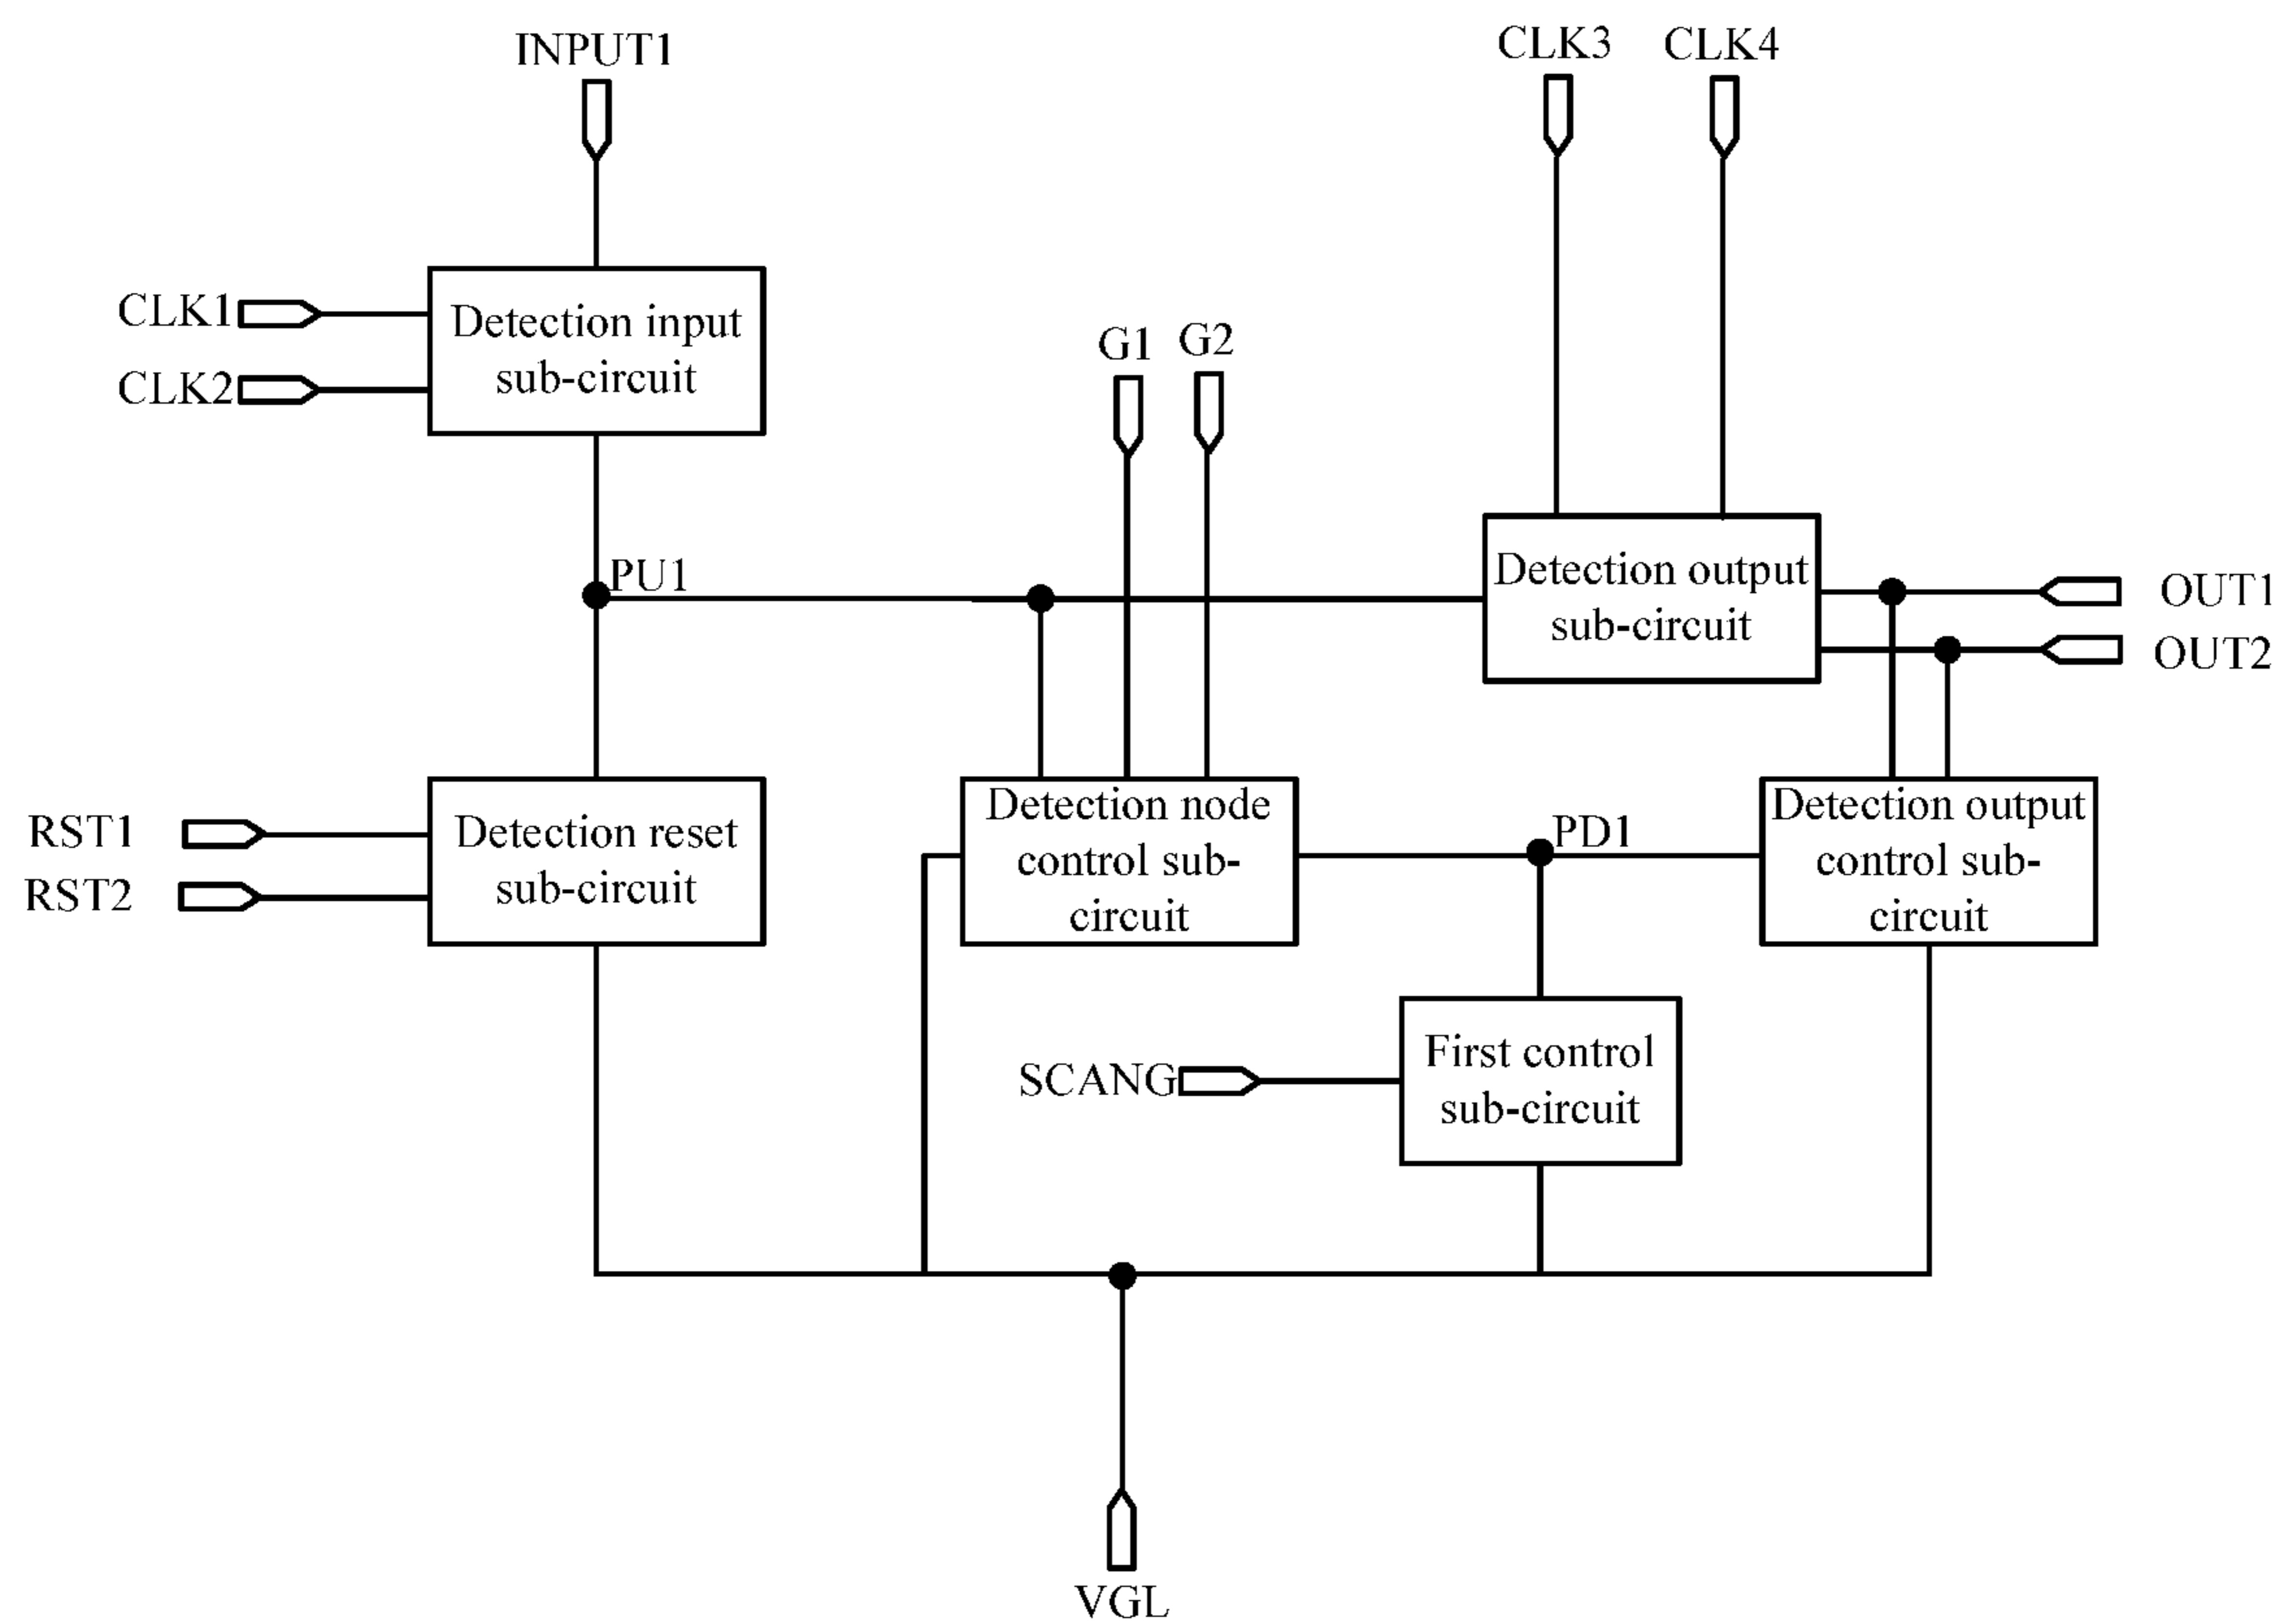 INPUT1
CLK3
CLK4
CLK1
CLK2
Detection input
sub-circuit
G1
G2
PU1
Detection output
sub-circuit
OUT1
OUT2
RST1
RST2
Detection reset
sub-circuit
Detection node
control sub-
circuit
PD1
Detection output
control sub-
circuit
SCANG
First control
sub-circuit
VGL